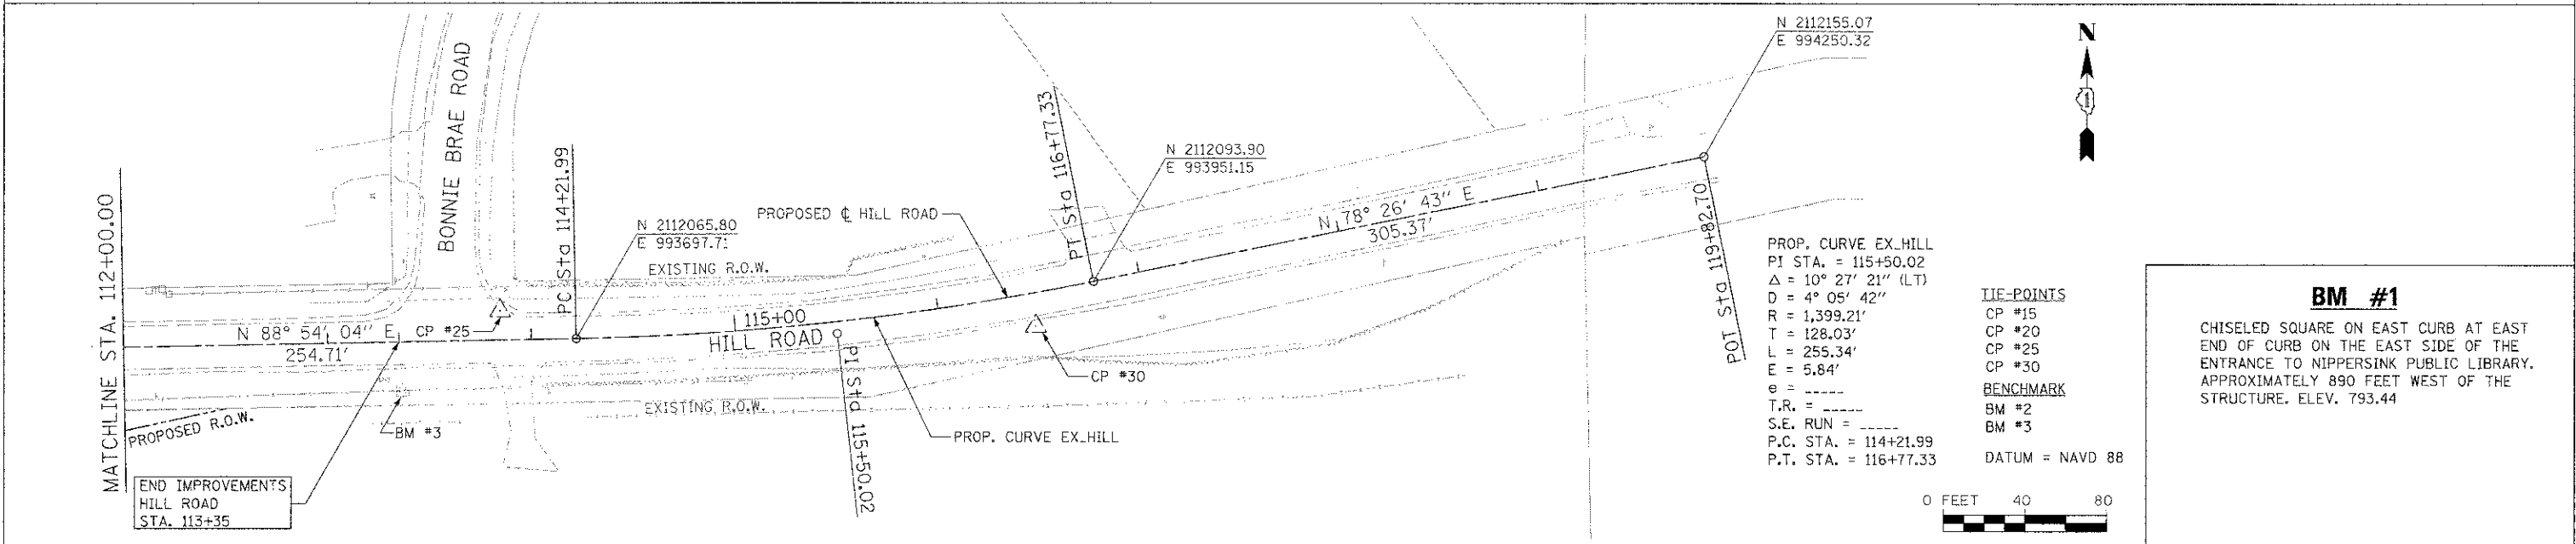 MATCHLINE STA. 112+00.00
BONNIE BRAE ROAD
N 88° 54' 04" E
254.71'
CP #25
PC Sta 114+21.99
N 2112065.80
E 993697.71
EXISTING R.O.W.
PROPOSED ℄ HILL ROAD
115+00
HILL ROAD
PI Sta 115+50.02
PT Sta 116+77.33
N 2112093.90
E 993951.15
N 78° 26' 43" E
305.37'
N 2112155.07
E 994250.32
POT Sta 119+82.70
CP #30
PROP. CURVE EX_HILL
EXISTING R.O.W.
PROPOSED R.O.W.
BM #3
END IMPROVEMENTS
HILL ROAD
STA. 113+35
N
1
PROP. CURVE EX_HILL
PI STA. = 115+50.02
Δ = 10° 27' 21" (LT)
D = 4° 05' 42"
R = 1,399.21'
T = 128.03'
L = 255.34'
E = 5.84'
e = _____
T.R. = _____
S.E. RUN = _____
P.C. STA. = 114+21.99
P.T. STA. = 116+77.33
TIE-POINTS
CP #15
CP #20
CP #25
CP #30
BENCHMARK
BM #2
BM #3
DATUM = NAVD 88
0 FEET 40 80
BM #1
CHISELED SQUARE ON EAST CURB AT EAST
END OF CURB ON THE EAST SIDE OF THE
ENTRANCE TO NIPPERSINK PUBLIC LIBRARY.
APPROXIMATELY 890 FEET WEST OF THE
STRUCTURE. ELEV. 793.44